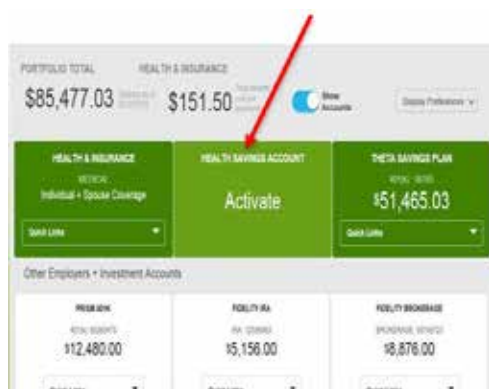 PORTFOLIO TOTAL
HEALTH & INSURANCE
$85,477.03
$151.50
Show
Accounts
Display Preferences
HEALTH & INSURANCE
MEDICAL
Individual + Spouse Coverage
Quick Links
HEALTH SAVINGS ACCOUNT
Activate
THETA SAVINGS PLAN
$51,465.03
Quick Links
Other Employers + Investment Accounts
$12,480.00
FIDELITY IRA
$5,156.00
FIDELITY BROKERAGE
$8,876.00